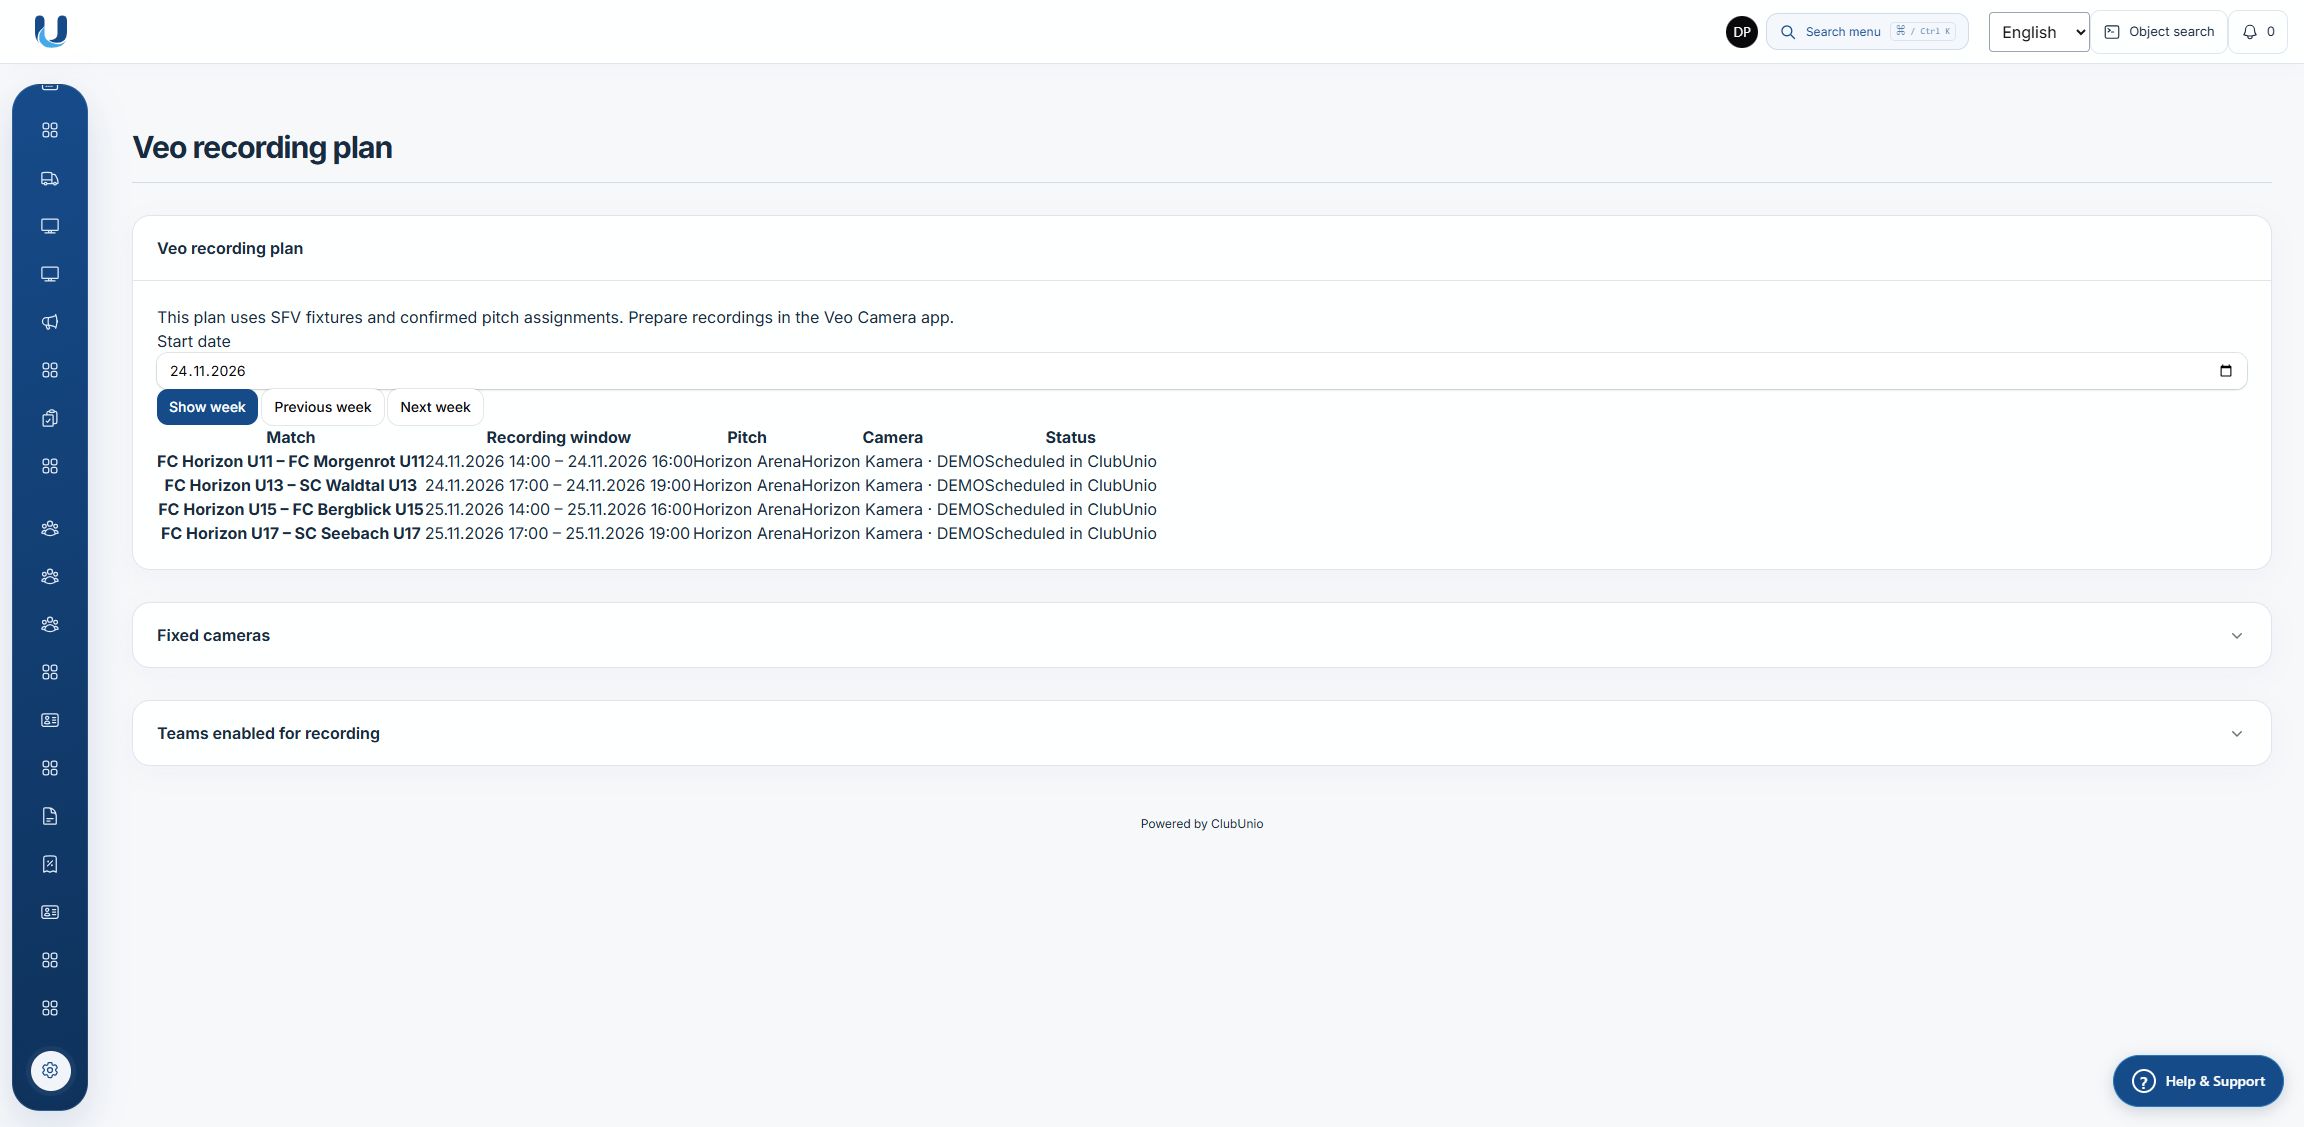 DP
Search menu
⌘ / Ctrl K
English
Object search
0
Veo recording plan
Veo recording plan
This plan uses SFV fixtures and confirmed pitch assignments. Prepare recordings in the Veo Camera app.
Start date
24.11.2026
Show week Previous week Next week
Match Recording window Pitch Camera Status
FC Horizon U11 – FC Morgenrot U11 24.11.2026 14:00 – 24.11.2026 16:00 Horizon Arena Horizon Kamera · DEMO Scheduled in ClubUnio
FC Horizon U13 – SC Waldtal U13 24.11.2026 17:00 – 24.11.2026 19:00 Horizon Arena Horizon Kamera · DEMO Scheduled in ClubUnio
FC Horizon U15 – FC Bergblick U15 25.11.2026 14:00 – 25.11.2026 16:00 Horizon Arena Horizon Kamera · DEMO Scheduled in ClubUnio
FC Horizon U17 – SC Seebach U17 25.11.2026 17:00 – 25.11.2026 19:00 Horizon Arena Horizon Kamera · DEMO Scheduled in ClubUnio
Fixed cameras
Teams enabled for recording
Powered by ClubUnio
Help & Support